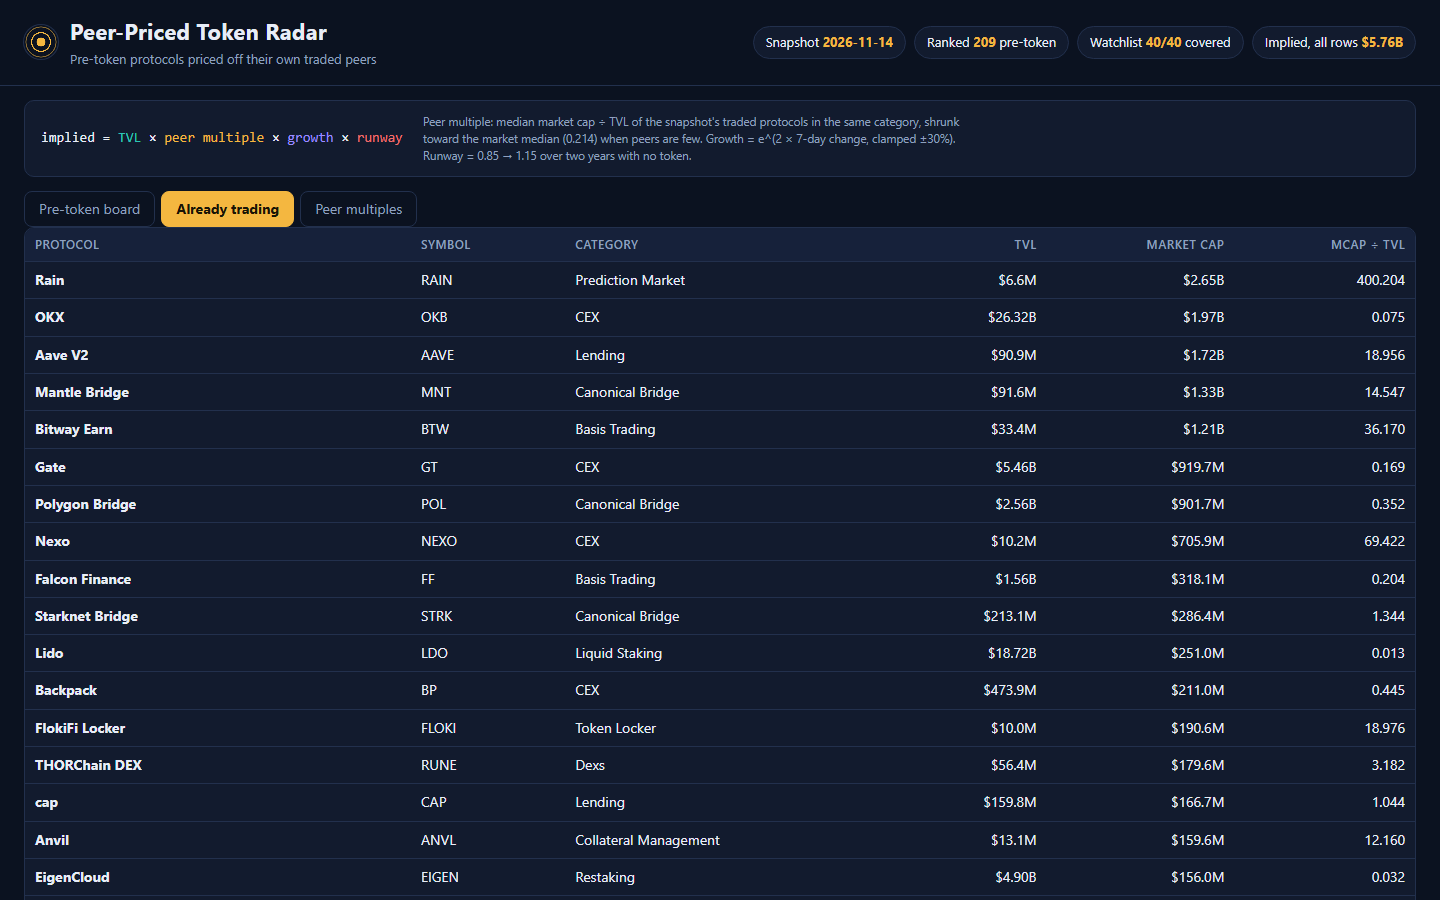 Peer-Priced Token Radar
Pre-token protocols priced off their own traded peers
Snapshot 2026-11-14
Ranked 209 pre-token
Watchlist 40/40 covered
Implied, all rows $5.76B
implied = TVL × peer multiple × growth × runway
Peer multiple: median market cap ÷ TVL of the snapshot's traded protocols in the same category, shrunk
toward the market median (0.214) when peers are few. Growth = e^(2 × 7-day change, clamped ±30%).
Runway = 0.85 → 1.15 over two years with no token.
Pre-token board
Already trading
Peer multiples
PROTOCOL SYMBOL CATEGORY TVL MARKET CAP MCAP ÷ TVL
Rain RAIN Prediction Market $6.6M $2.65B 400.204
OKX OKB CEX $26.32B $1.97B 0.075
Aave V2 AAVE Lending $90.9M $1.72B 18.956
Mantle Bridge MNT Canonical Bridge $91.6M $1.33B 14.547
Bitway Earn BTW Basis Trading $33.4M $1.21B 36.170
Gate GT CEX $5.46B $919.7M 0.169
Polygon Bridge POL Canonical Bridge $2.56B $901.7M 0.352
Nexo NEXO CEX $10.2M $705.9M 69.422
Falcon Finance FF Basis Trading $1.56B $318.1M 0.204
Starknet Bridge STRK Canonical Bridge $213.1M $286.4M 1.344
Lido LDO Liquid Staking $18.72B $251.0M 0.013
Backpack BP CEX $473.9M $211.0M 0.445
FlokiFi Locker FLOKI Token Locker $10.0M $190.6M 18.976
THORChain DEX RUNE Dexs $56.4M $179.6M 3.182
cap CAP Lending $159.8M $166.7M 1.044
Anvil ANVL Collateral Management $13.1M $159.6M 12.160
EigenCloud EIGEN Restaking $4.90B $156.0M 0.032